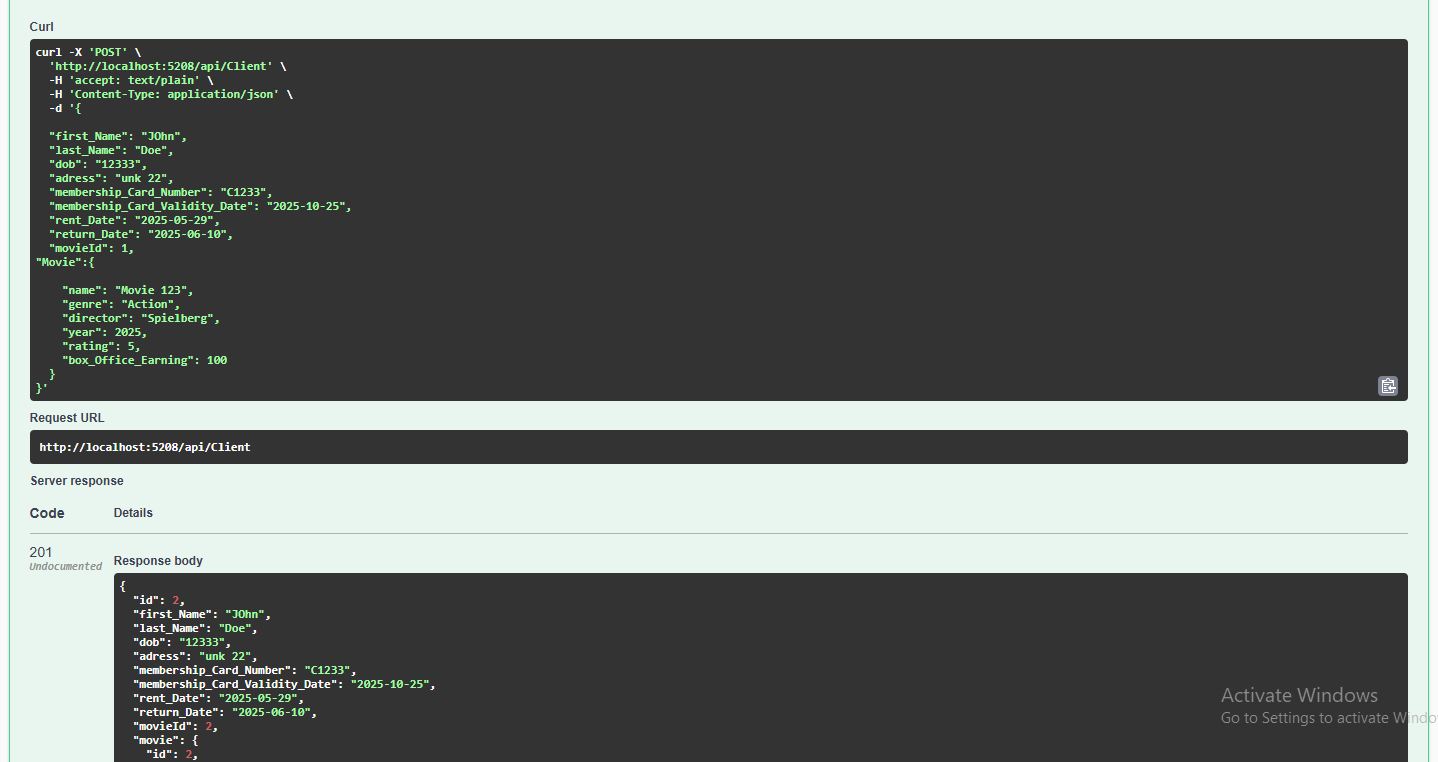 Curl
curl -X 'POST' \
'http://localhost:5208/api/Client' \
-H 'accept: text/plain' \
-H 'Content-Type: application/json' \
-d '{
"first_Name": "JOhn",
"last_Name": "Doe",
"dob": "12333",
"adress": "unk 22",
"membership_Card_Number": "C1233",
"membership_Card_Validity_Date": "2025-10-25",
"rent_Date": "2025-05-29",
"return_Date": "2025-06-10",
"movieId": 1,
"Movie":{
"name": "Movie 123",
"genre": "Action",
"director": "Spielberg",
"year": 2025,
"rating": 5,
"box_Office_Earning": 100
}
}'
Request URL
http://localhost:5208/api/Client
Server response
Code Details
201
Undocumented
Response body
{
"id": 2,
"first_Name": "JOhn",
"last_Name": "Doe",
"dob": "12333",
"adress": "unk 22",
"membership_Card_Number": "C1233",
"membership_Card_Validity_Date": "2025-10-25",
"rent_Date": "2025-05-29",
"return_Date": "2025-06-10",
"movieId": 2,
"movie": {
"id": 2,
Activate Windows
Go to Settings to activate Windo